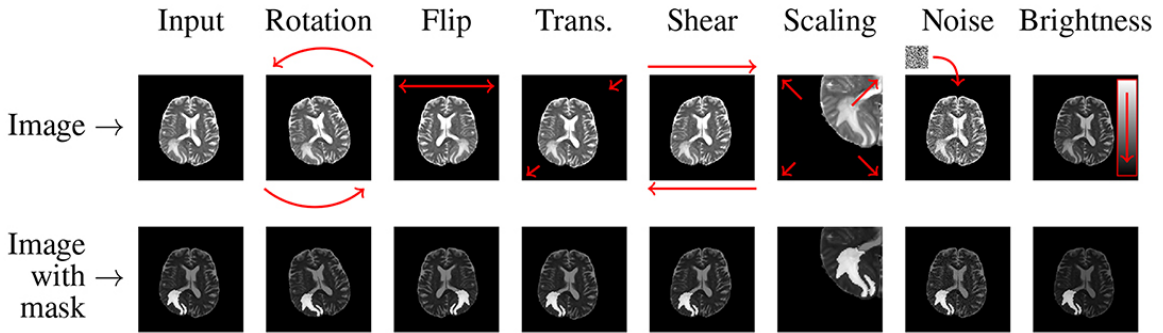 Input Rotation Flip Trans. Shear Scaling Noise Brightness
Image →
Image
with →
mask